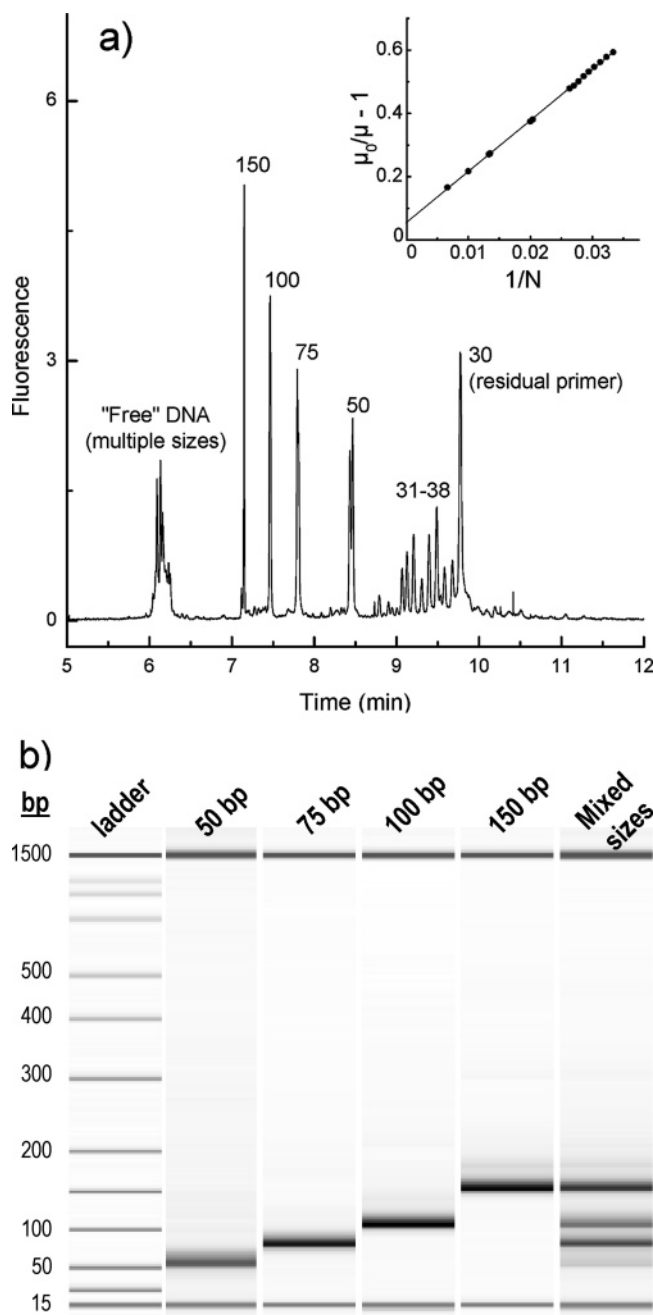 a)
6
3
0
Fluorescence
"Free" DNA
(multiple sizes)
150
100
75
50
31-38
30
(residual primer)
5 6 7 8 9 10 11 12
Time (min)
0.6
0.4
0.2
0
μ₀/μ - 1
0 0.01 0.02 0.03
1/N
b)
bp
ladder
50 bp
75 bp
100 bp
150 bp
Mixed
sizes
1500
500
400
300
200
100
50
15